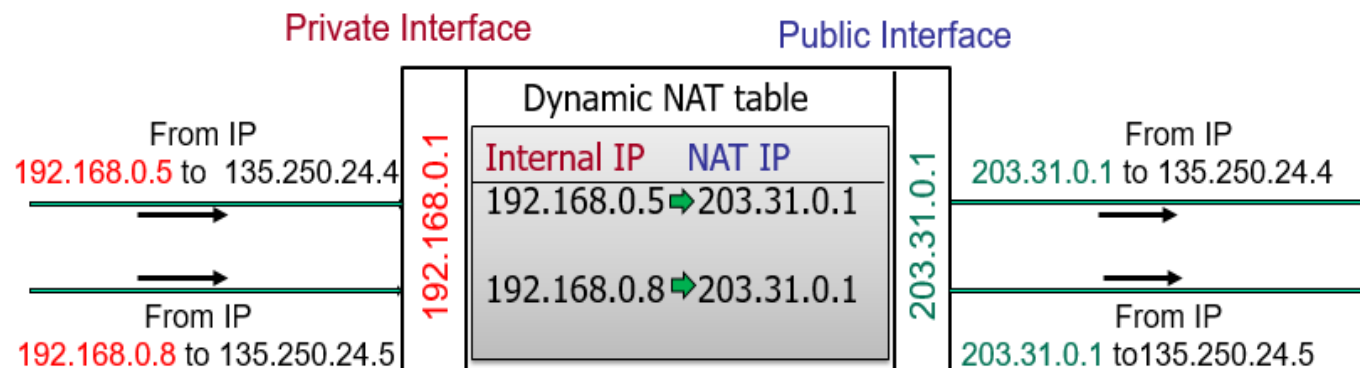 Private Interface
Public Interface
Dynamic NAT table
From IP
192.168.0.5 to 135.250.24.4
192.168.0.1
Internal IP NAT IP
192.168.0.5 203.31.0.1
192.168.0.8 203.31.0.1
203.31.0.1
From IP
203.31.0.1 to 135.250.24.4
From IP
192.168.0.8 to 135.250.24.5
From IP
203.31.0.1 to135.250.24.5